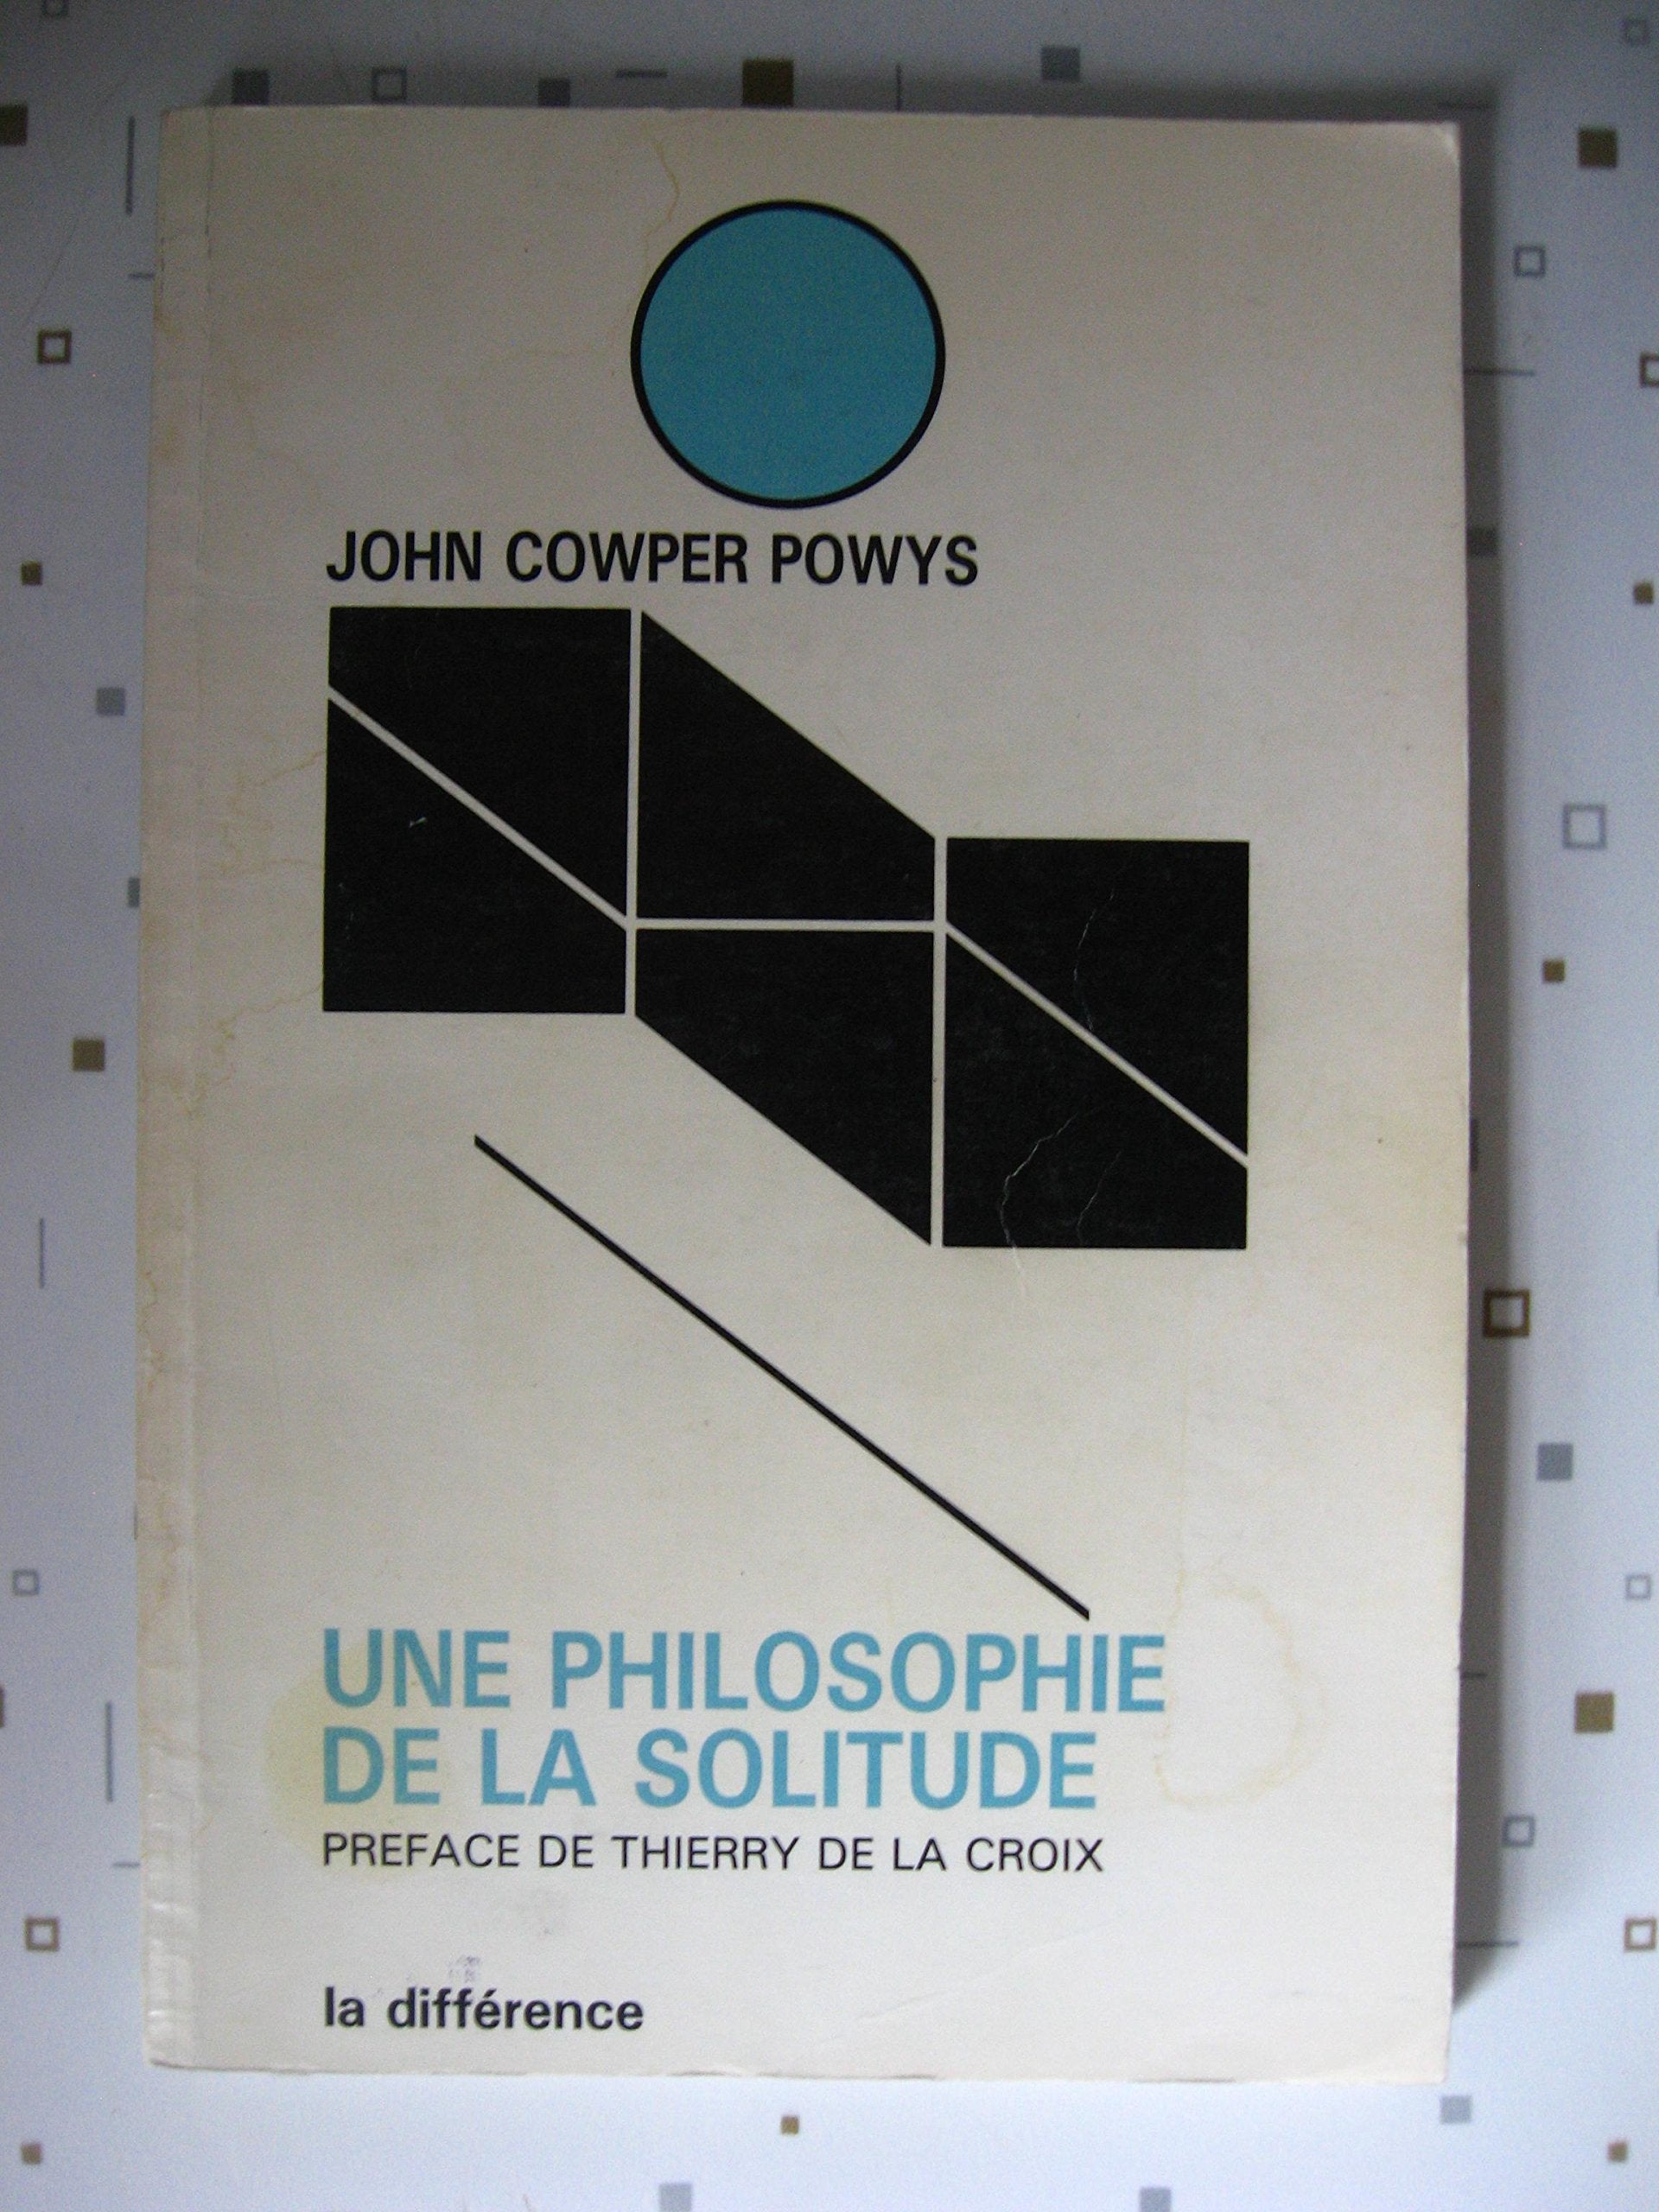 JOHN COWPER POWYS
UNE PHILOSOPHIE
DE LA SOLITUDE
PREFACE DE THIERRY DE LA CROIX
la différence